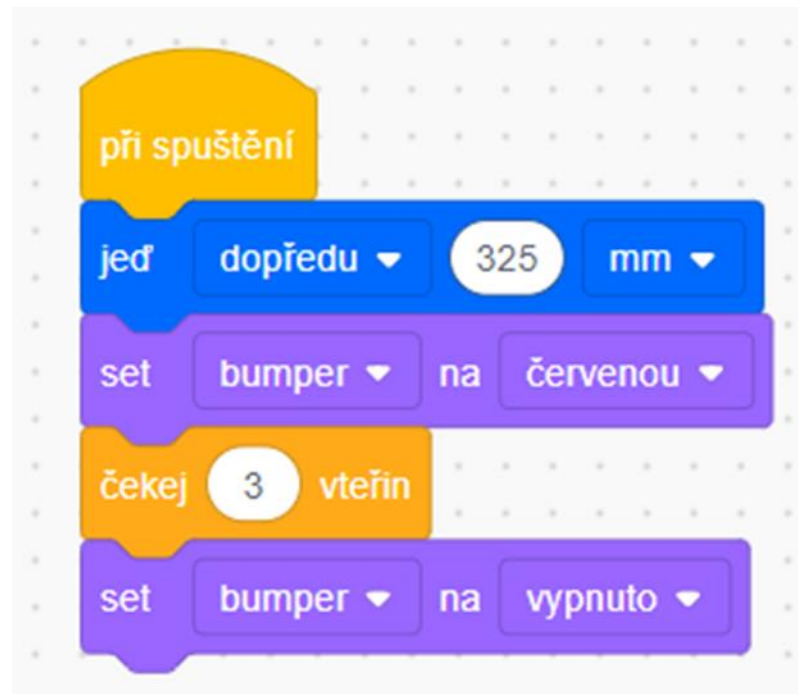 při spuštění
jeď dopředu 325 mm
set bumper na červenou
čekej 3 vteřin
set bumper na vypnuto